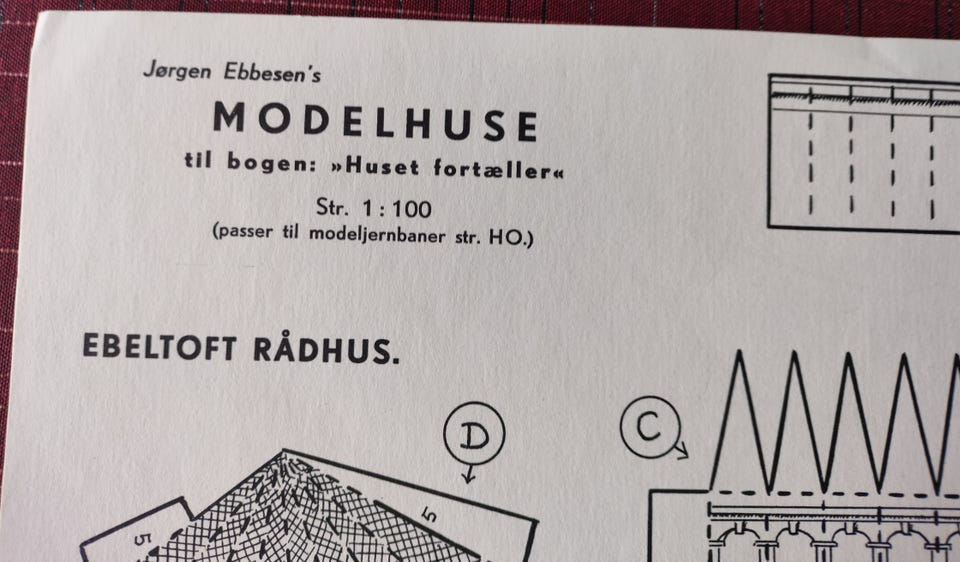 Jørgen Ebbesen's
MODELHUSE
til bogen: »Huset fortæller«
Str. 1 : 100
(passer til modeljernbaner str. HO.)
EBELTOFT RÅDHUS.
D
C
5
5